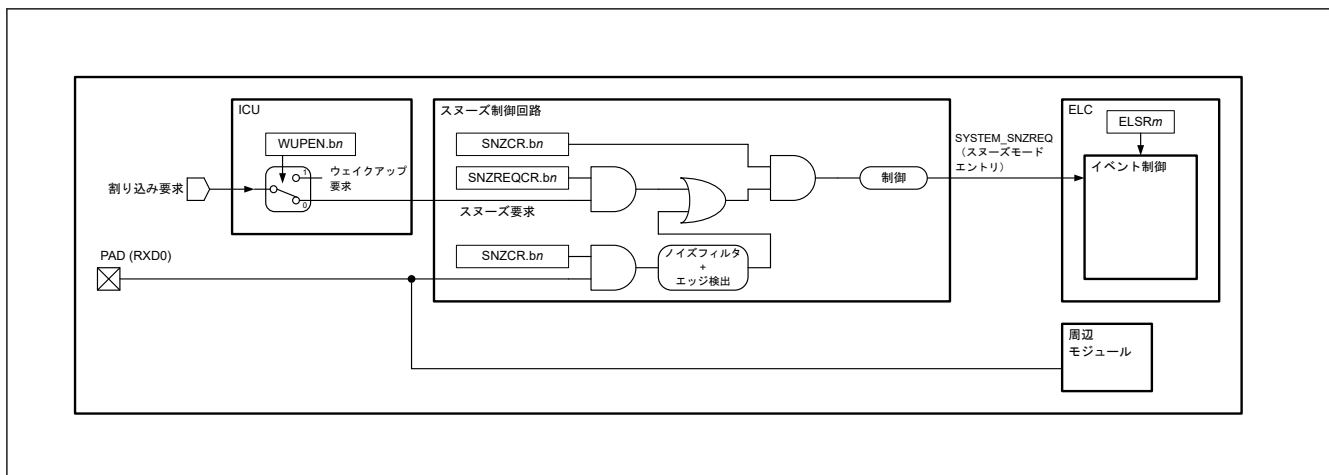 ICU
WUPEN.bn
1
ウェイクアップ
要求
0
割り込み要求
スヌーズ要求
PAD (RXD0)
スヌーズ制御回路
SNZCR.bn
SNZREQCR.bn
SNZCR.bn
ノイズフィルタ
+
エッジ検出
制御
SYSTEM_SNZREQ
（スヌーズモード
エントリ）
ELC
ELSRm
イベント制御
周辺
モジュール